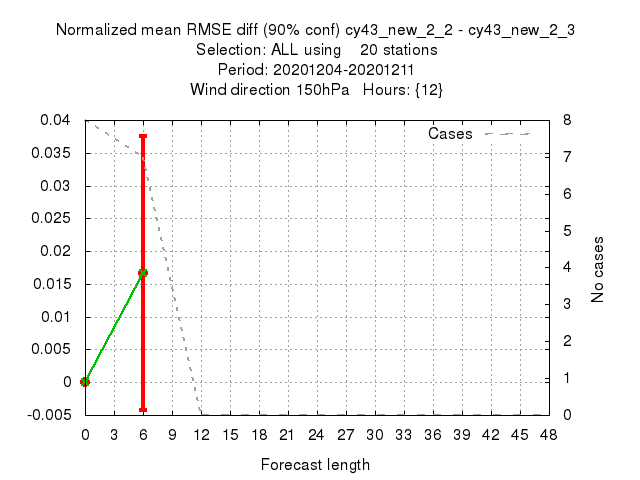 Normalized mean RMSE diff (90% conf) cy43_new_2_2 - cy43_new_2_3
Selection: ALL using 20 stations
Period: 20201204-20201211
Wind direction 150hPa Hours: {12}
0.04
0.035
0.03
0.025
0.02
0.015
0.01
0.005
0
-0.005
Cases
8
7
6
5
4
3
2
1
0
No cases
0 3 6 9 12 15 18 21 24 27 30 33 36 39 42 45 48
Forecast length